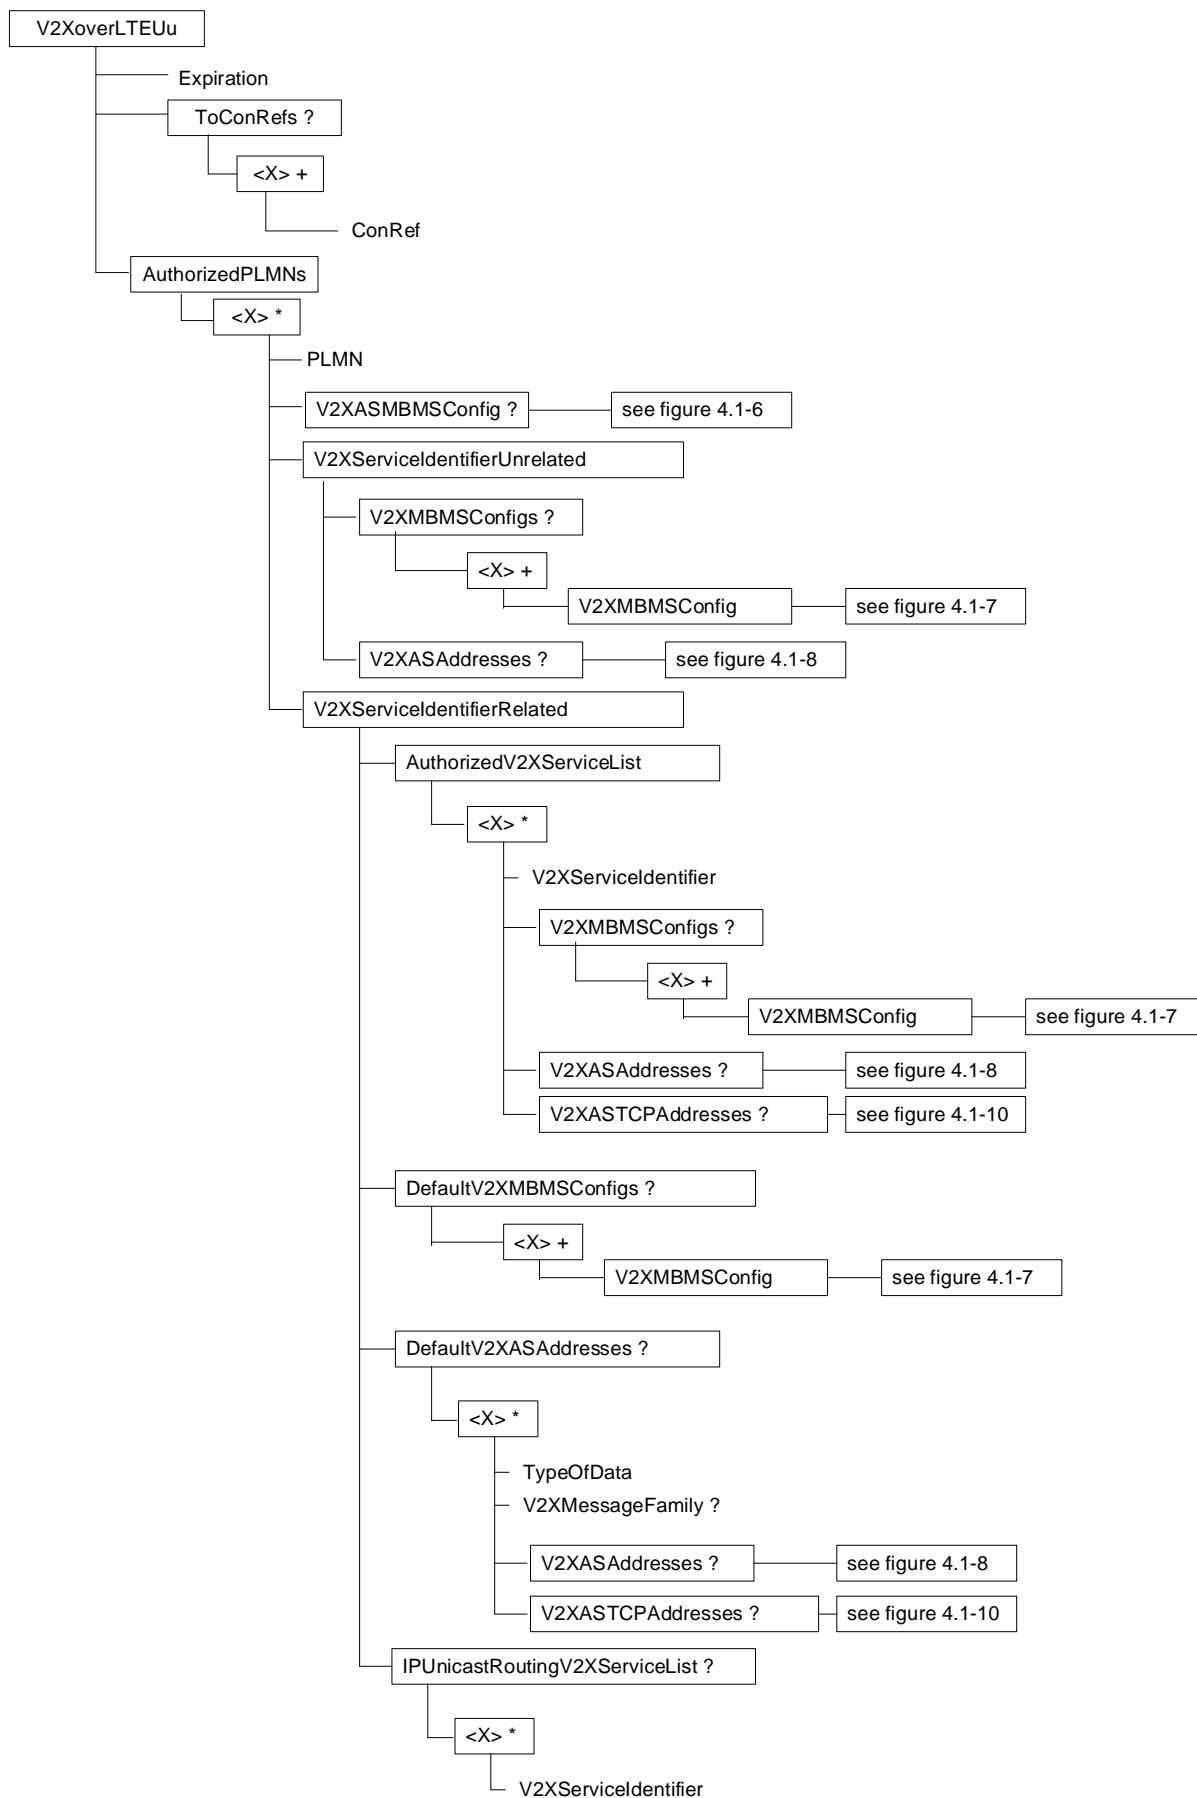 V2XoverLTEUu
Expiration
ToConRefs ?
<X> +
ConRef
AuthorizedPLMNs
<X> *
PLMN
V2XASMBMSConfig ?
see figure 4.1-6
V2XServiceIdentifierUnrelated
V2XMBMSConfigs ?
<X> +
V2XMBMSConfig
see figure 4.1-7
V2XASAddresses ?
see figure 4.1-8
V2XServiceIdentifierRelated
AuthorizedV2XServiceList
<X> *
V2XServiceIdentifier
V2XMBMSConfigs ?
<X> +
V2XMBMSConfig
see figure 4.1-7
V2XASAddresses ?
see figure 4.1-8
V2XASTCPAddresses ?
see figure 4.1-10
DefaultV2XMBMSConfigs ?
<X> +
V2XMBMSConfig
see figure 4.1-7
DefaultV2XASAddresses ?
<X> *
TypeOfData
V2XMessageFamily ?
V2XASAddresses ?
see figure 4.1-8
V2XASTCPAddresses ?
see figure 4.1-10
IPUnicastRoutingV2XServiceList ?
<X> *
V2XServiceIdentifier